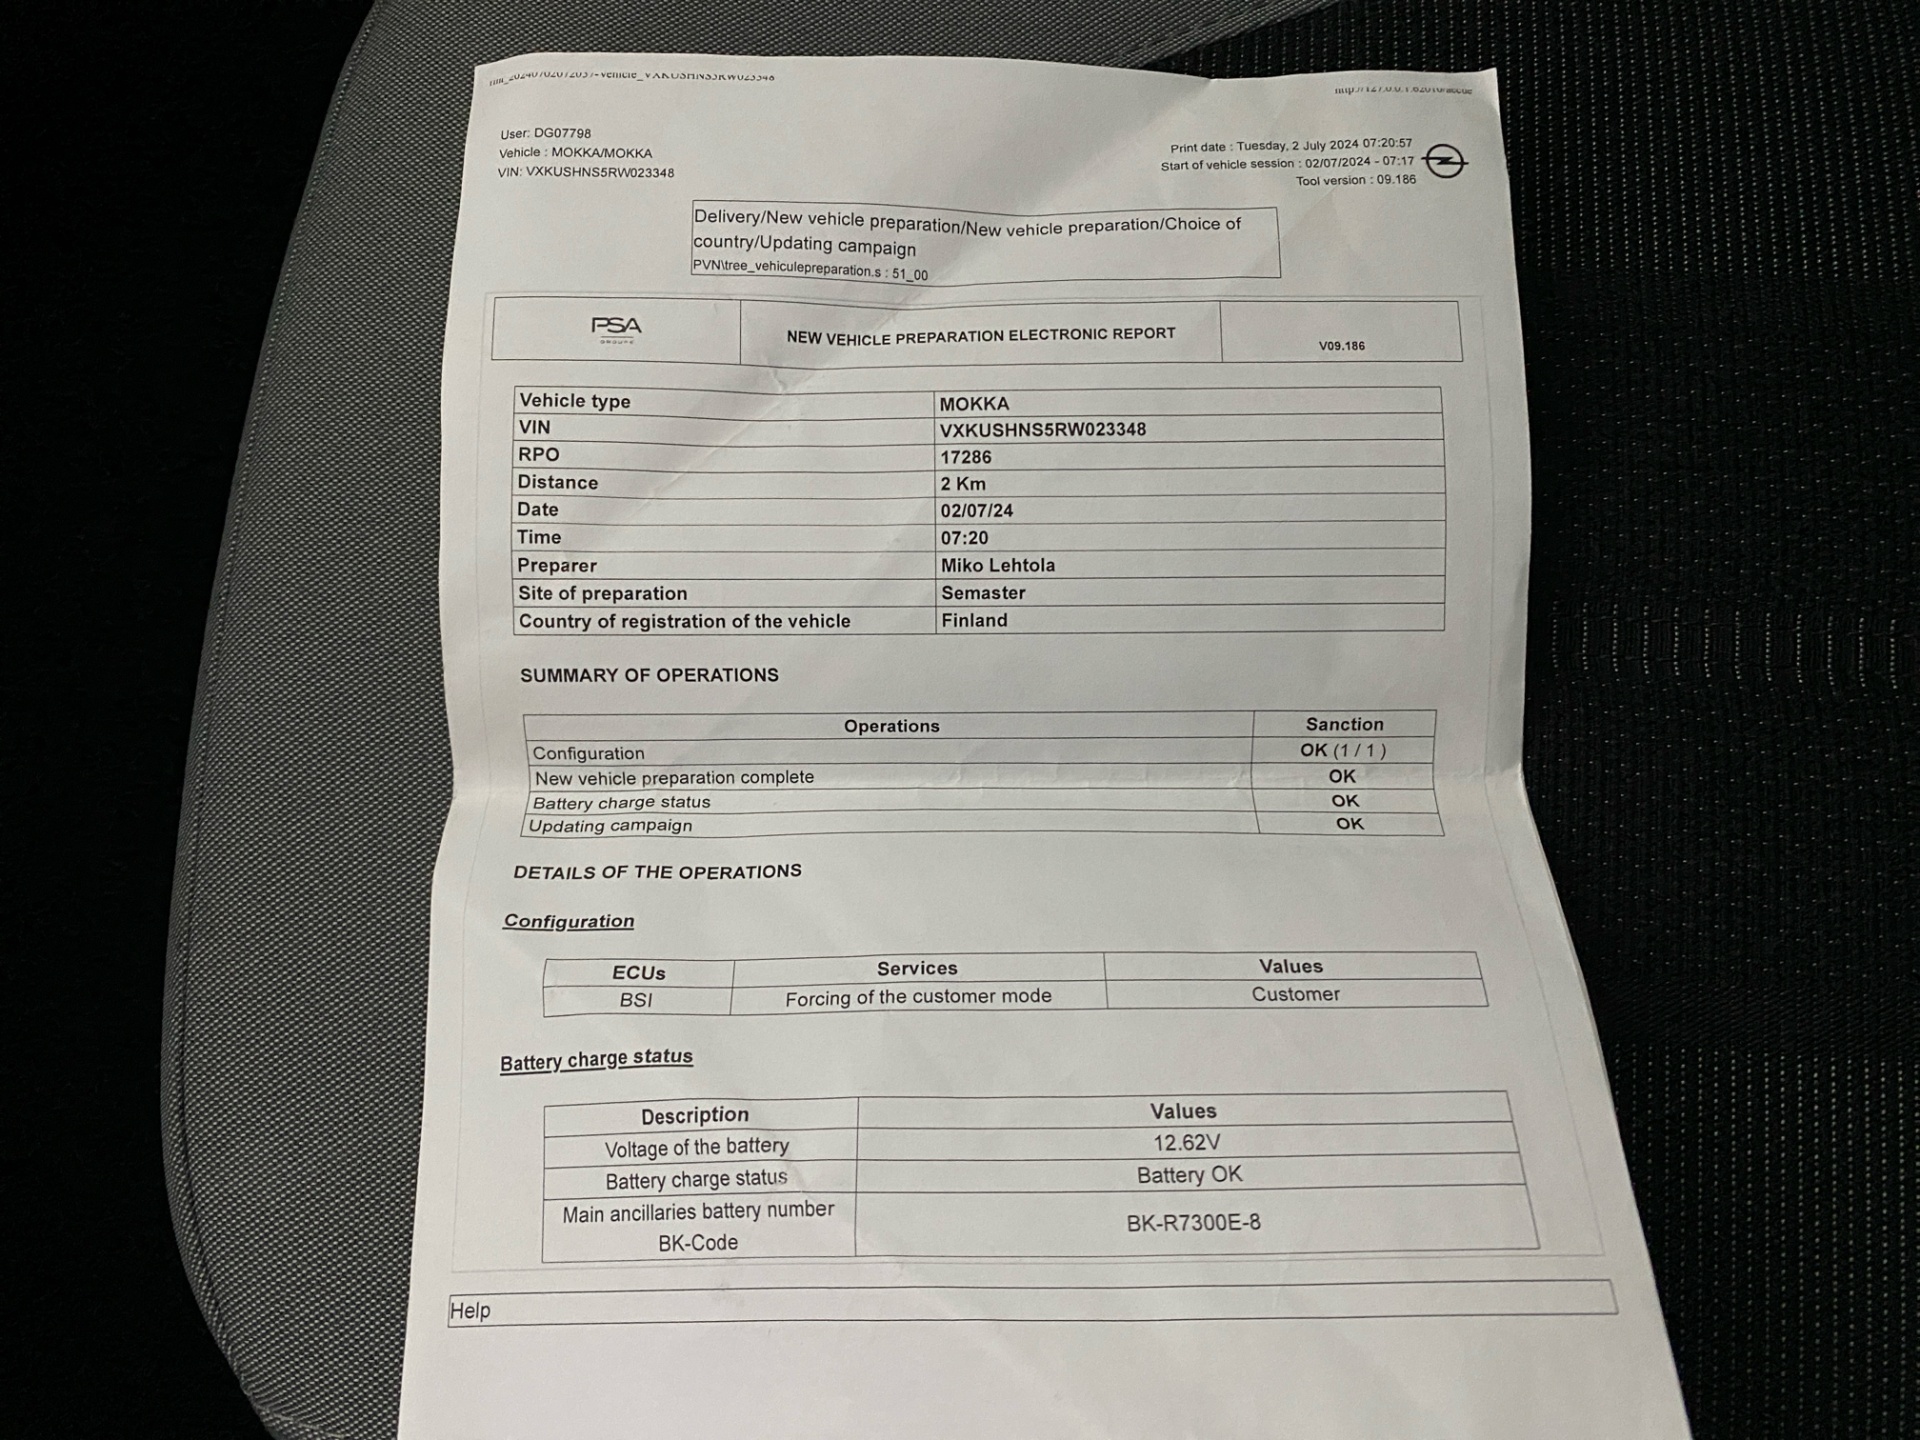 User: DG07798
Vehicle : MOKKA/MOKKA
VIN: VXKUSHNS5RW023348
Print date : Tuesday, 2 July 2024 07:20:57
Start of vehicle session : 02/07/2024 - 07:17
Tool version : 09.186
Delivery/New vehicle preparation/New vehicle preparation/Choice of
country/Updating campaign
PVN\tree_vehiculepreparation.s : 51_00
PSA
GROUPE
NEW VEHICLE PREPARATION ELECTRONIC REPORT
V09.186
Vehicle type MOKKA
VIN VXKUSHNS5RW023348
RPO 17286
Distance 2 Km
Date 02/07/24
Time 07:20
Preparer Miko Lehtola
Site of preparation Semaster
Country of registration of the vehicle Finland
SUMMARY OF OPERATIONS
Operations Sanction
Configuration OK (1 / 1 )
New vehicle preparation complete OK
Battery charge status OK
Updating campaign OK
DETAILS OF THE OPERATIONS
Configuration
ECUs Services Values
BSI Forcing of the customer mode Customer
Battery charge status
Description Values
Voltage of the battery 12.62V
Battery charge status Battery OK
Main ancillaries battery number
BK-Code BK-R7300E-8
Help